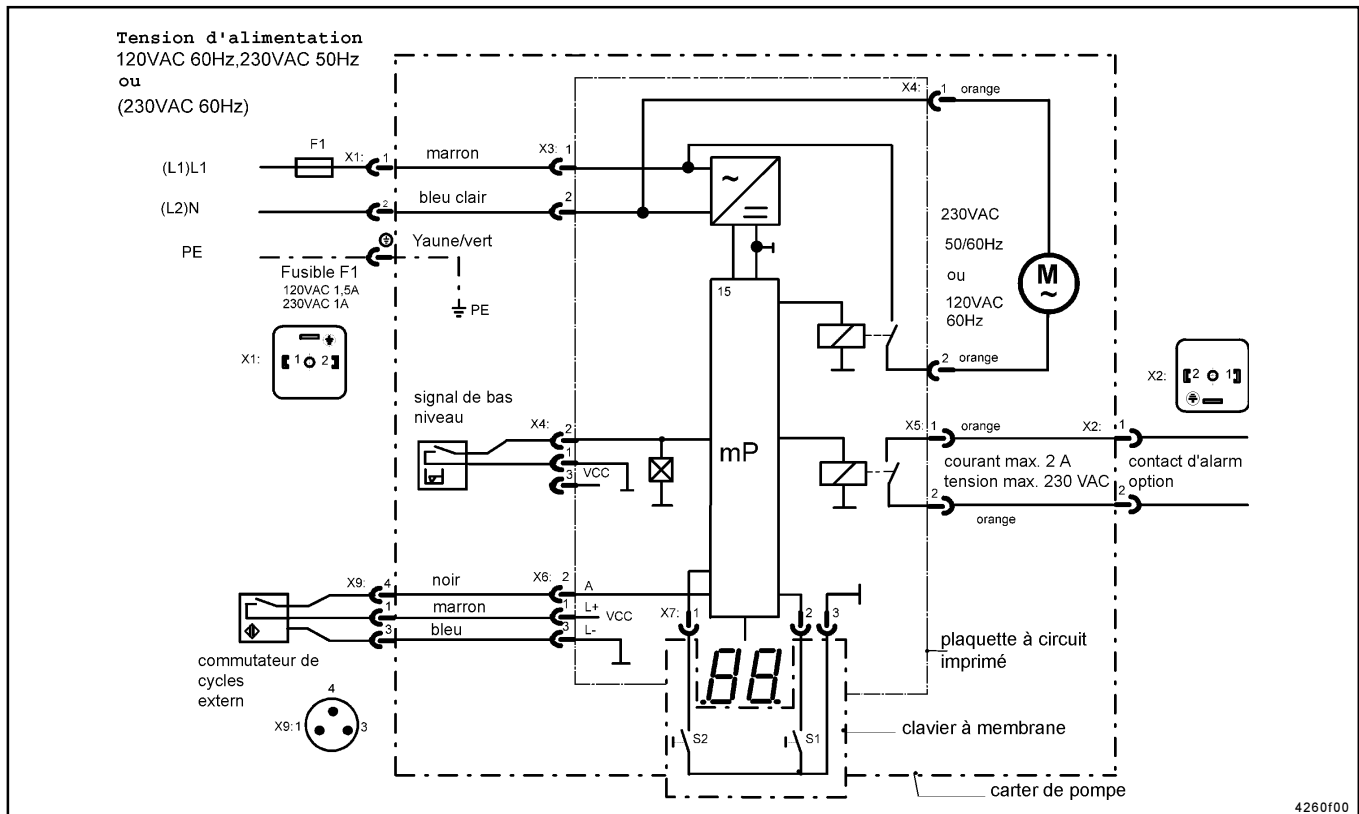 Tension d'alimentation
120VAC 60Hz,230VAC 50Hz
ou
(230VAC 60Hz)
X4: 1 orange
F1
X1: 1 marron X3: 1
(L1)L1
~
=
(L2)N
2 bleu clair 2
230VAC
50/60Hz
ou
120VAC
60Hz
M
~
PE
Yaune/vert
Fusible F1
120VAC 1,5A
230VAC 1A
PE
15
X1: 1 2
2 orange
X2: 2 1
signal de bas
niveau
X4: 2
1
3 VCC
mP
X5: 1 orange X2: 1
courant max. 2 A
tension max. 230 VAC
contact d'alarm
option
2 2
orange
X9: 4 noir X6: 2 A
1 marron 1 L+ VCC
3 bleu 3 L-
X7: 1 2 3
commutateur de
cycles
extern
.8.8
plaquette à circuit
imprimé
4
X9: 1 3
S2 S1
clavier à membrane
carter de pompe
4260f00